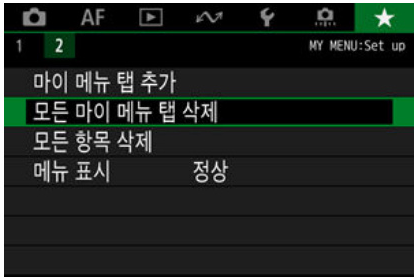 AF
1 2 MY MENU:Set up
마이 메뉴 탭 추가
모든 마이 메뉴 탭 삭제
모든 항목 삭제
메뉴 표시 정상